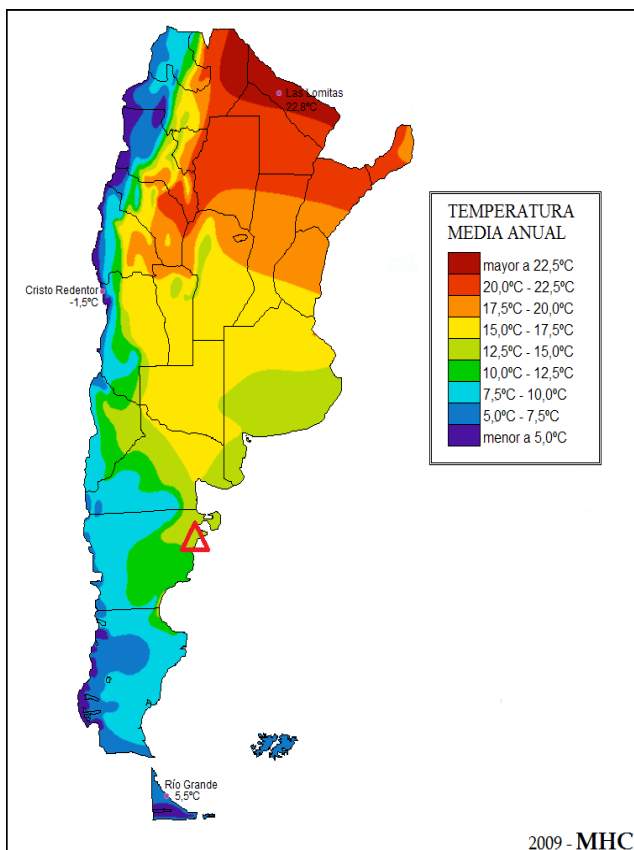 Las Lomitas
22,8ºC
Cristo Redentor
-1,5ºC
TEMPERATURA
MEDIA ANUAL
mayor a 22,5ºC
20,0ºC - 22,5ºC
17,5ºC - 20,0ºC
15,0ºC - 17,5ºC
12,5ºC - 15,0ºC
10,0ºC - 12,5ºC
7,5ºC - 10,0ºC
5,0ºC - 7,5ºC
menor a 5,0ºC
Río Grande
5,5ºC
2009 - MHC